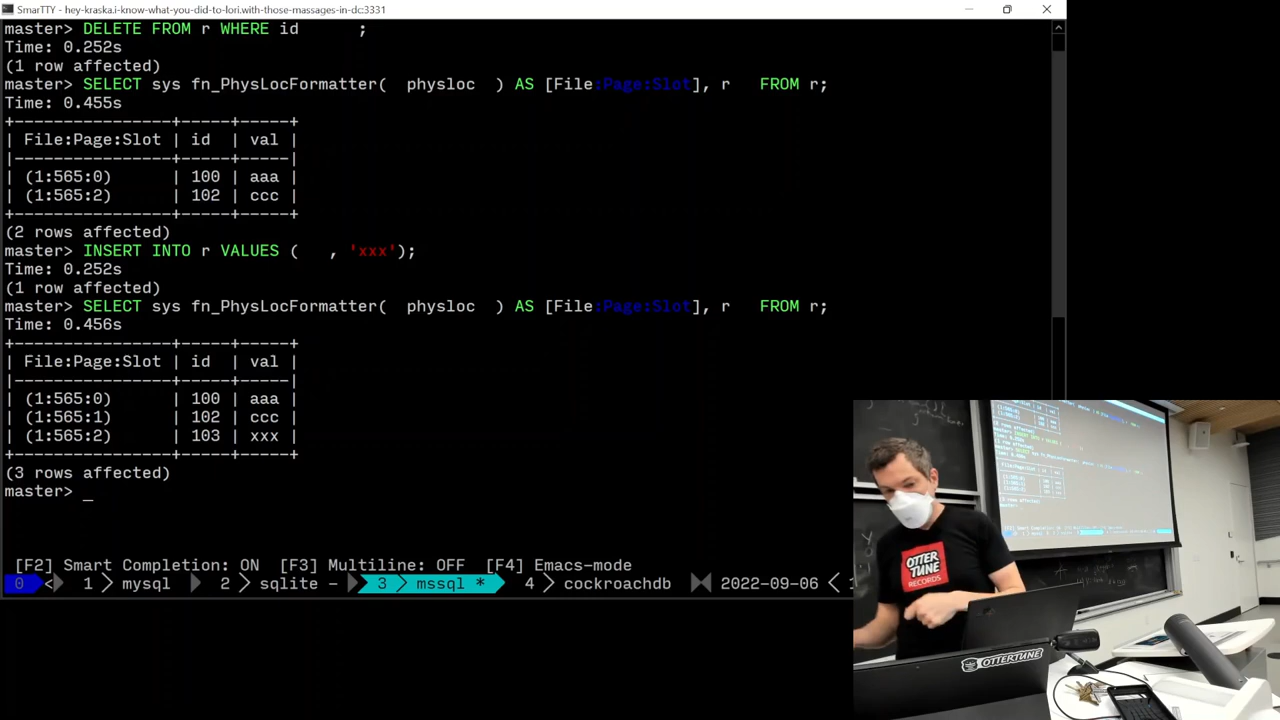 SmarTTY - hey-kraska.i-know-what-you-did-to-lori.with-those-massages-in-dc:3331
master> DELETE FROM r WHERE id ;
Time: 0.252s
(1 row affected)
master> SELECT sys fn_PhysLocFormatter( physloc ) AS [File:Page:Slot], r FROM r;
Time: 0.455s
| File:Page:Slot | id | val |
| (1:565:0) | 100 | aaa |
| (1:565:2) | 102 | ccc |
(2 rows affected)
master> INSERT INTO r VALUES ( , 'xxx');
Time: 0.252s
(1 row affected)
master> SELECT sys fn_PhysLocFormatter( physloc ) AS [File:Page:Slot], r FROM r;
Time: 0.456s
| File:Page:Slot | id | val |
| (1:565:0) | 100 | aaa |
| (1:565:1) | 102 | ccc |
| (1:565:2) | 103 | xxx |
(3 rows affected)
master> _
[F2] Smart Completion: ON [F3] Multiline: OFF [F4] Emacs-mode
0 < 1 mysql 2 sqlite - 3 mssql * 4 cockroachdb 2022-09-06 < 1
OTTER
TUNE
RECORDS
OTTERTUNE